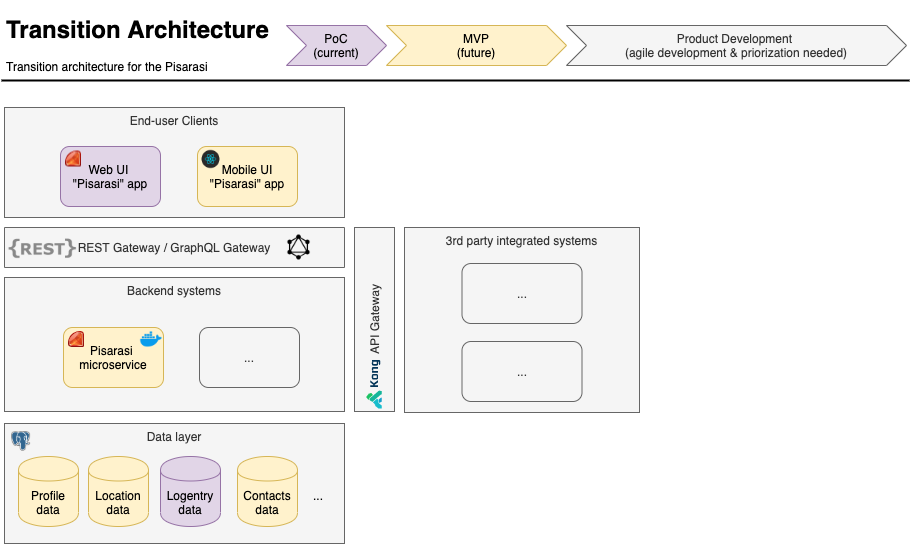 Transition Architecture
Transition architecture for the Pisarasi
PoC
(current)
MVP
(future)
Product Development
(agile development & priorization needed)
End-user Clients
Web UI
"Pisarasi" app
Mobile UI
"Pisarasi" app
{REST}
REST Gateway / GraphQL Gateway
Backend systems
Pisarasi
microservice
...
Kong API Gateway
3rd party integrated systems
...
...
Data layer
Profile
data
Location
data
Logentry
data
Contacts
data
...